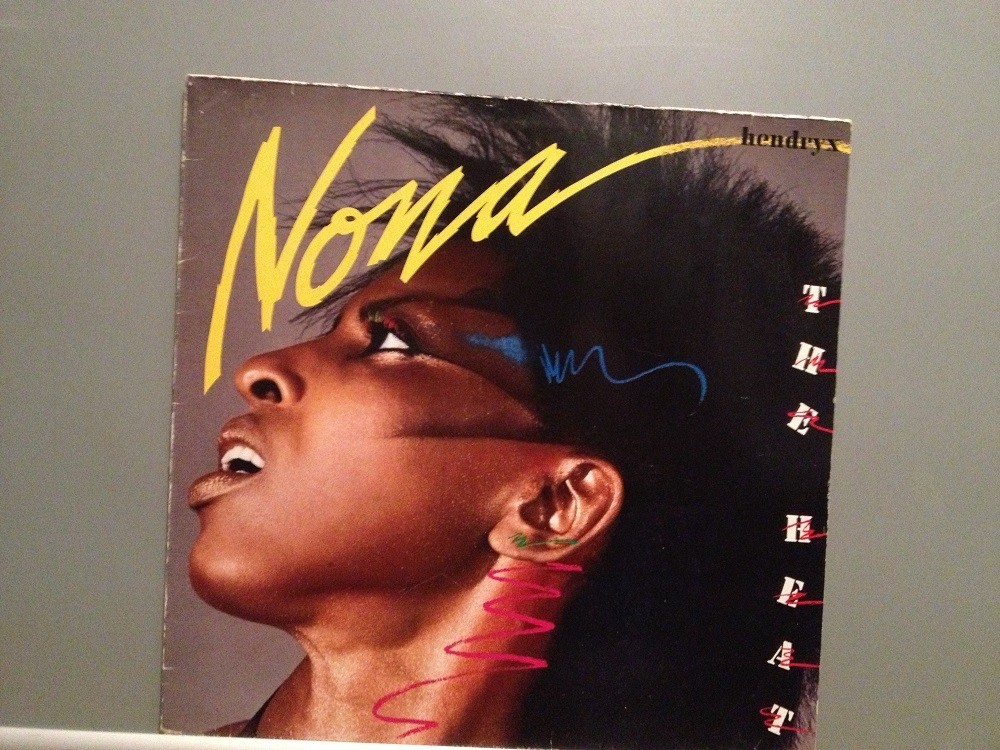 Nona
hendryx
THE HEAT